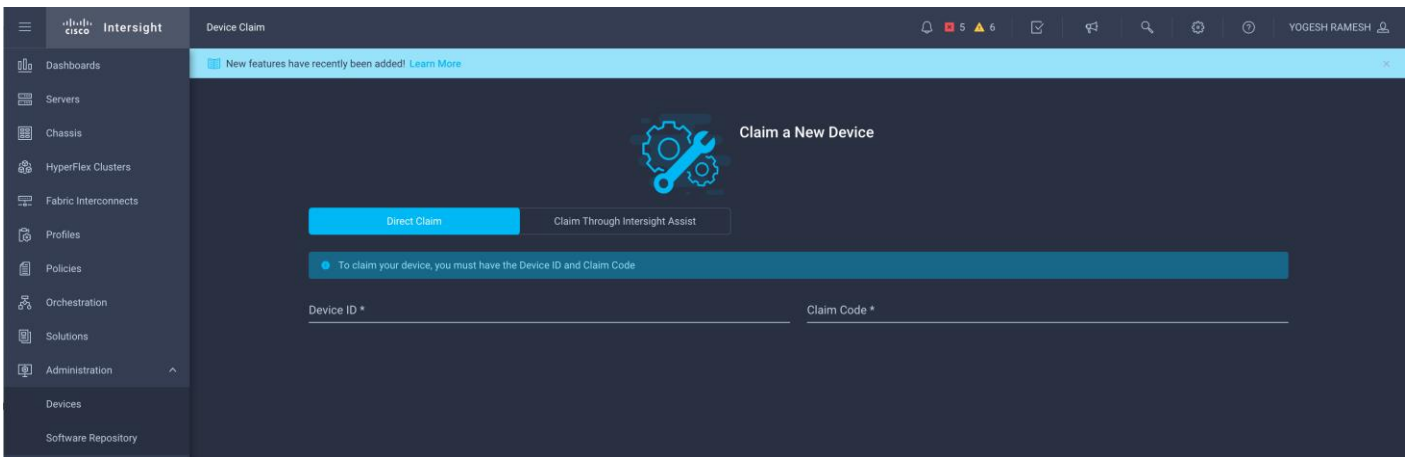 CISCO Intersight
Device Claim
5 6
YOGESH RAMESH
Dashboards
New features have recently been added! Learn More
Servers
Chassis
HyperFlex Clusters
Fabric Interconnects
Profiles
Policies
Orchestration
Solutions
Administration
Devices
Software Repository
Claim a New Device
Direct Claim
Claim Through Intersight Assist
To claim your device, you must have the Device ID and Claim Code
Device ID *
Claim Code *